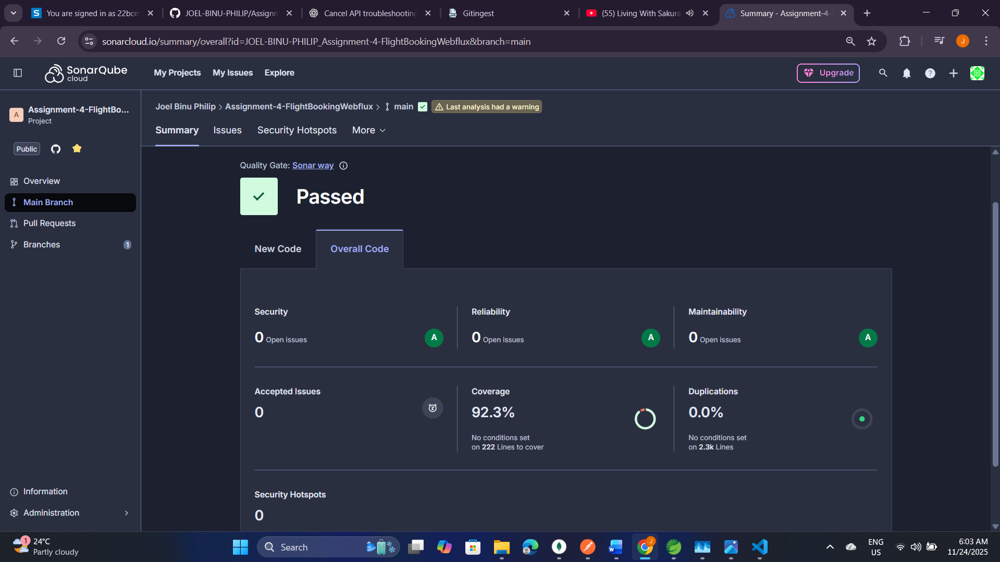 You are signed in as 22bce
JOEL-BINU-PHILIP/Assignm
Cancel API troubleshooting
Gitingest
(55) Living With Sakura
Summary - Assignment-4-
sonarcloud.io/summary/overall?id=JOEL-BINU-PHILIP_Assignment-4-FlightBookingWebflux&branch=main
J
SonarQube cloud
My Projects
My Issues
Explore
Upgrade
A
Assignment-4-FlightBo...
Project
Public
Overview
Main Branch
Pull Requests
Branches
1
Information
Administration
Joel Binu Philip > Assignment-4-FlightBookingWebflux > main
Last analysis had a warning
Summary
Issues
Security Hotspots
More
Quality Gate: Sonar way
Passed
New Code
Overall Code
Security
0 Open issues
A
Reliability
0 Open issues
A
Maintainability
0 Open issues
A
Accepted Issues
0
Coverage
92.3%
No conditions set
on 222 Lines to cover
Duplications
0.0%
No conditions set
on 2.3k Lines
Security Hotspots
0
1
24°C
Partly cloudy
Search
J
ENG
US
6:03 AM
11/24/2025